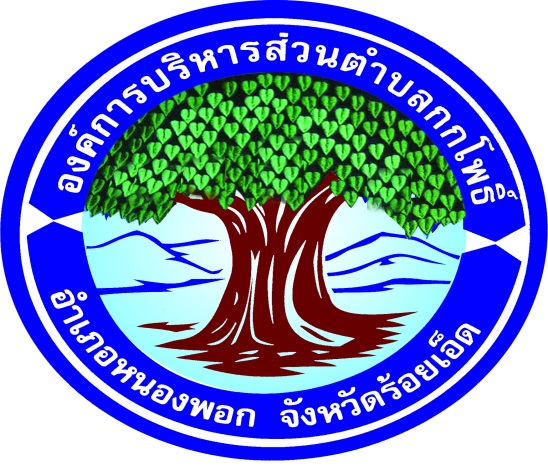 องค์การบริหารส่วนตำบลกกโพธิ์
อำเภอหนองพอก จังหวัดร้อยเอ็ด